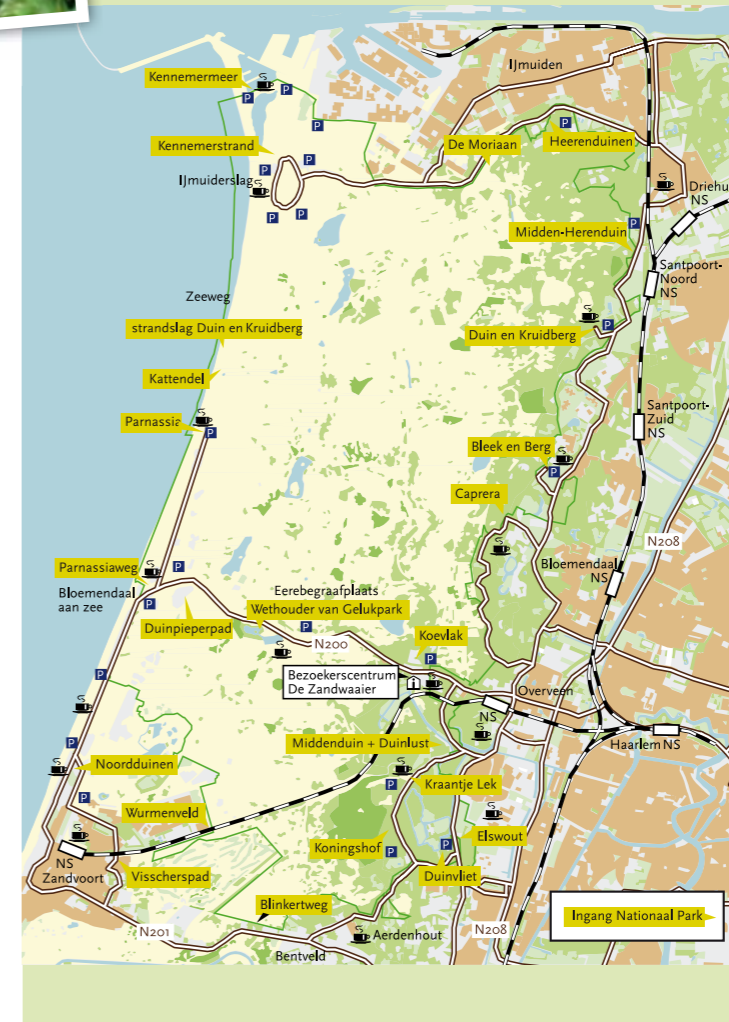 IJmuiden
Kennemermeer
P
P
P
Kennemerstrand
De Moriaan
Heerenduinen
P
P
P
IJmuiderslag
P
P
Driehu
NS
Midden-Herenduin
P
Santpoort-
Noord
NS
Zeeweg
strandslag Duin en Kruidberg
Duin en Kruidberg
P
Kattendel
Parnassia
P
Santpoort-
Zuid
NS
Bleek en Berg
P
Caprera
N208
Parnassiaweg
P
Bloemendaal
NS
Bloemendaal
aan zee
P
Eerebegraafplaats
Wethouder van Gelukpark
P
Duinpieperpad
N200
Koevlak
P
Bezoekerscentrum
De Zandwaaier
i
Overveen
NS
P
Middenduin + Duinlust
Haarlem NS
P
Noordduinen
Kraantje Lek
P
P
Wurmenveld
Elswout
P
Koningshof
P
NS
Zandvoort
Visscherspad
Duinvliet
Blinkertweg
Ingang Nationaal Park
N201
Aerdenhout
N208
Bentveld